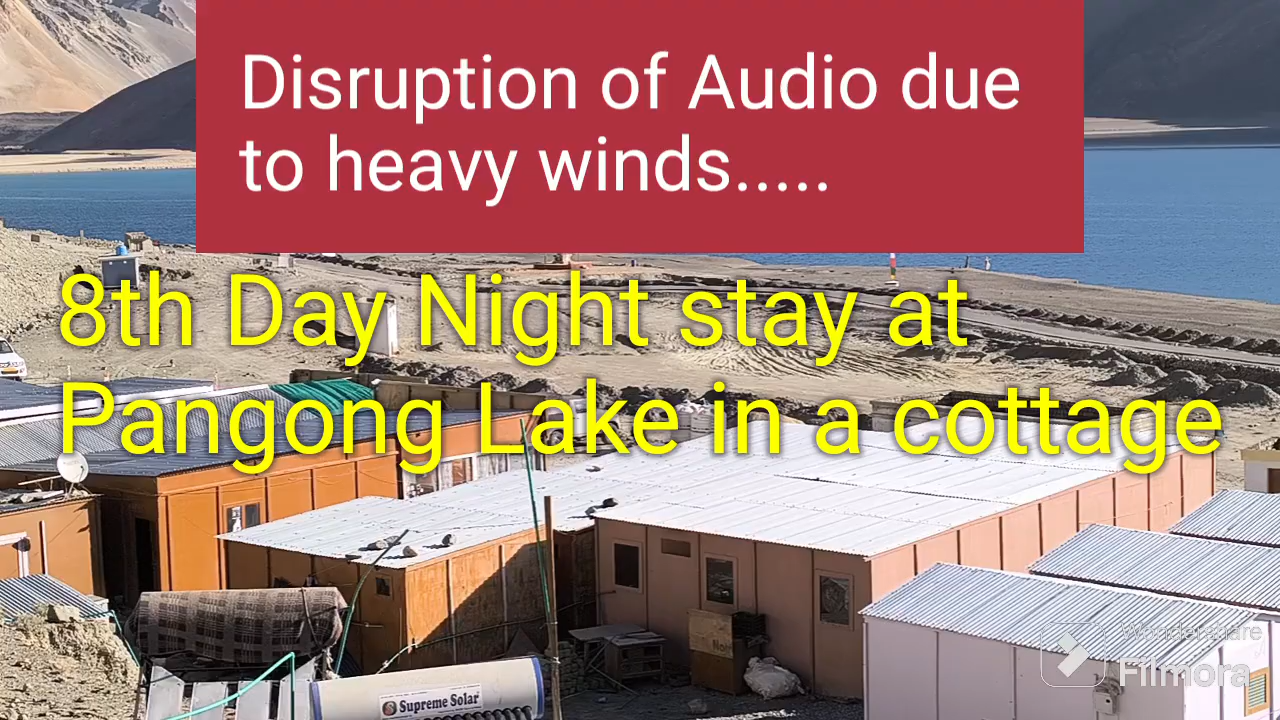 Disruption of Audio due
to heavy winds.....
8th Day Night stay at
Pangong Lake in a cottage
Supreme Solar
Wondershare
Filmora